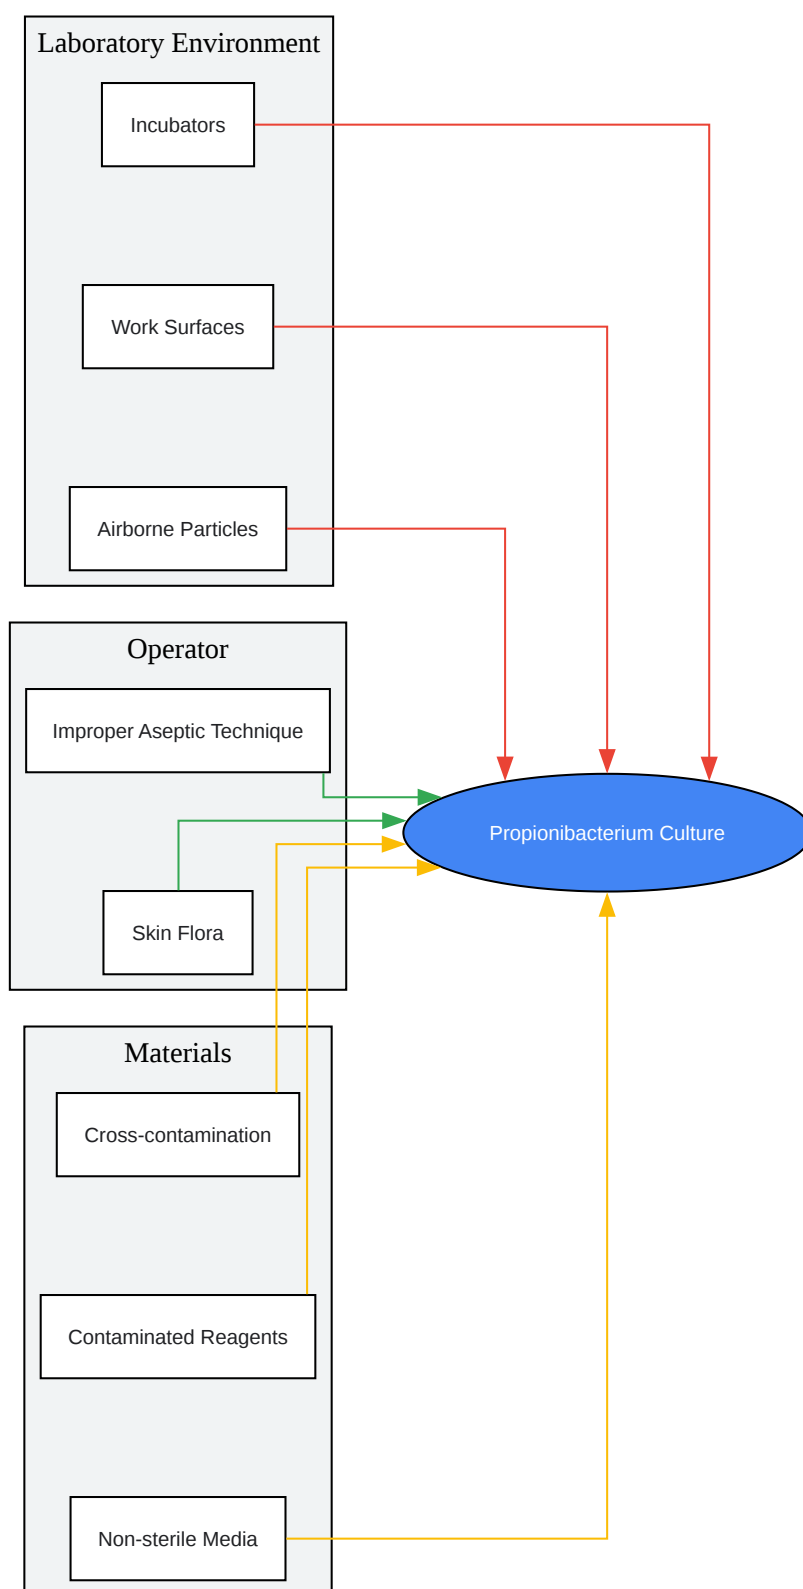 Laboratory Environment
Incubators
Work Surfaces
Airborne Particles
Operator
Improper Aseptic Technique
Propionibacterium Culture
Skin Flora
Materials
Cross-contamination
Contaminated Reagents
Non-sterile Media